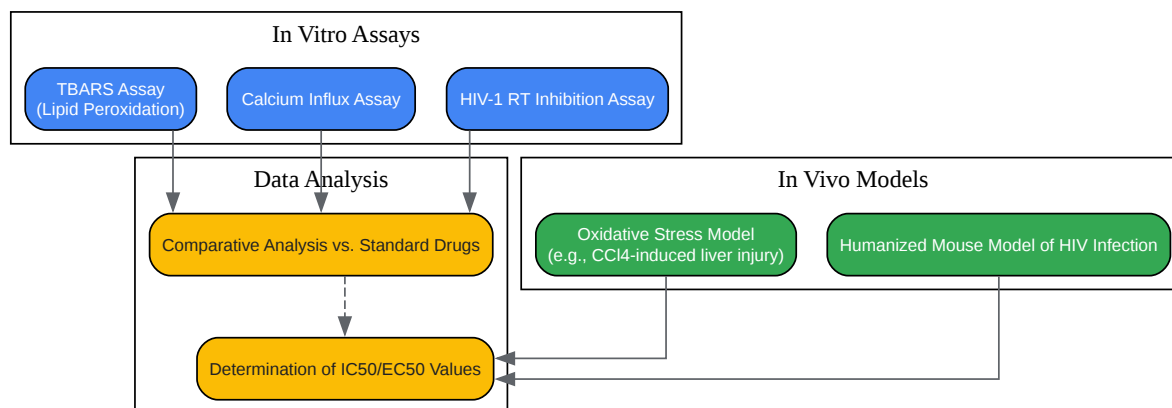 In Vitro Assays
TBARS Assay
(Lipid Peroxidation)
Calcium Influx Assay
HIV-1 RT Inhibition Assay
Data Analysis
In Vivo Models
Comparative Analysis vs. Standard Drugs
Oxidative Stress Model
(e.g., CCl4-induced liver injury)
Humanized Mouse Model of HIV Infection
Determination of IC50/EC50 Values